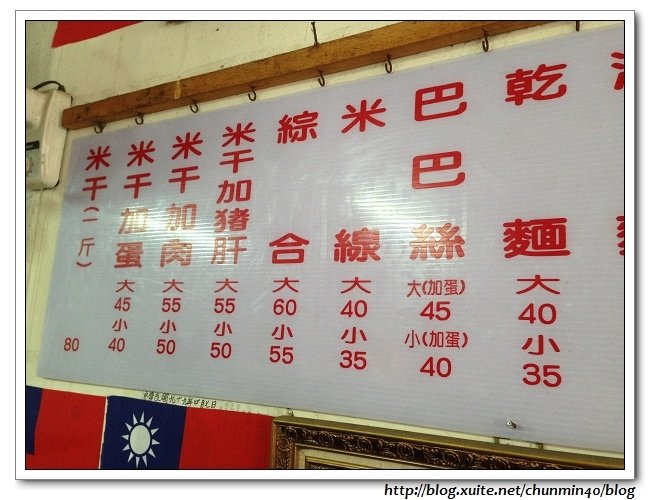 米干(一斤)
80
米干加蛋
大
45
小
40
米干加肉
大
55
小
50
米干加猪肝
大
55
小
50
綜合
大
60
小
55
米線
大
40
小
35
巴巴絲
大(加蛋)
45
小(加蛋)
40
乾麵
大
40
小
35
http://blog.xuite.net/chunmin40/blog